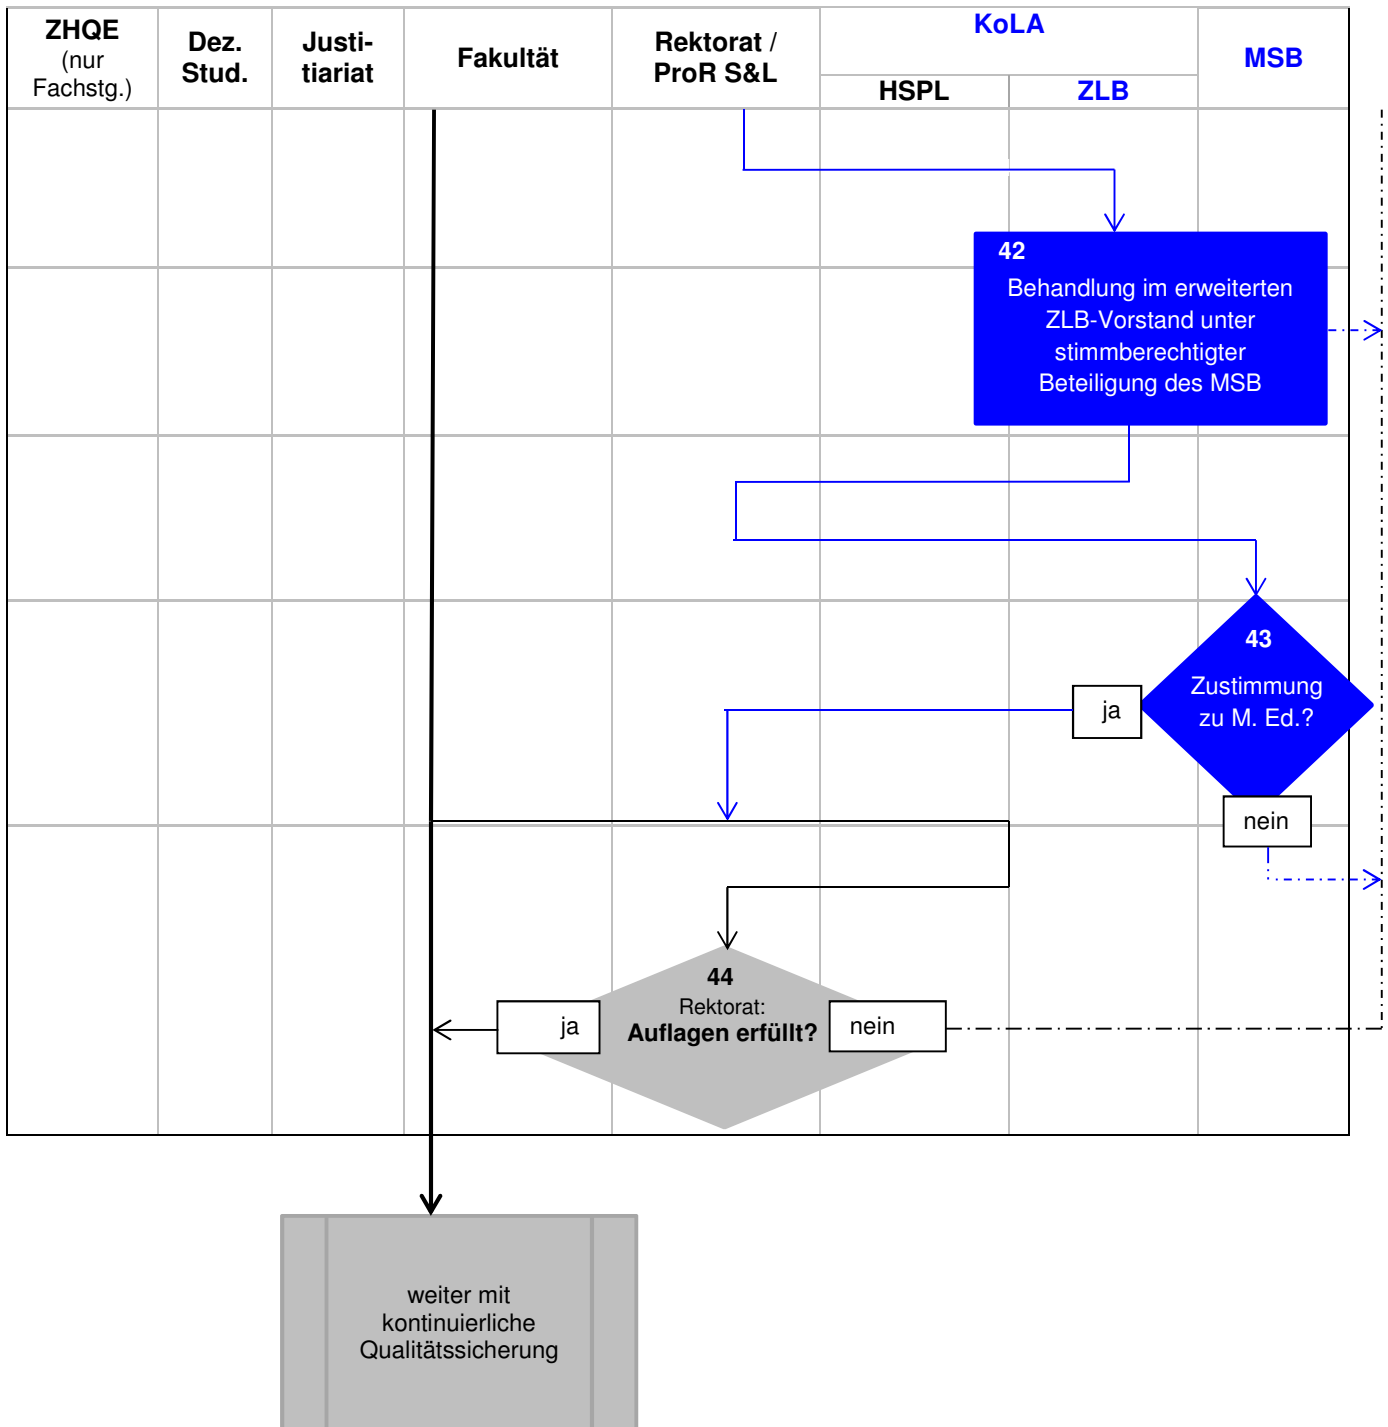 ZHQE
(nur
Fachstg.)
Dez.
Stud.
Justi-
tiariat
Fakultät
Rektorat /
ProR S&L
KoLA
HSPL
ZLB
MSB
42
Behandlung im erweiterten
ZLB-Vorstand unter
stimmberechtigter
Beteiligung des MSB
43
Zustimmung
zu M. Ed.?
ja
nein
44
Rektorat:
Auflagen erfüllt?
ja
nein
weiter mit
kontinuierliche
Qualitätssicherung